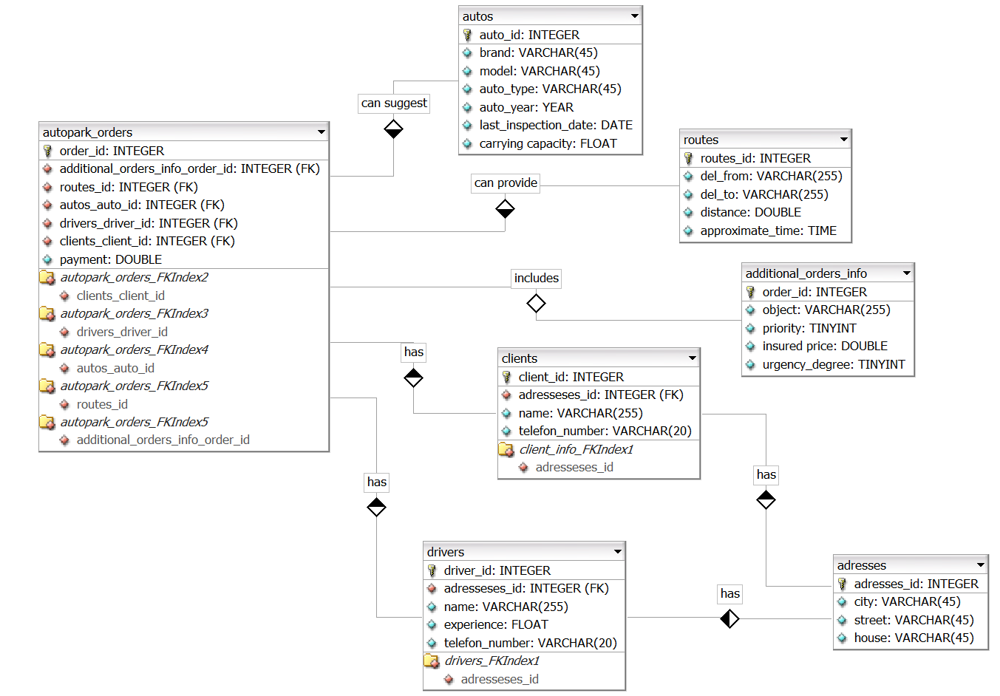 autos
auto_id: INTEGER
brand: VARCHAR(45)
model: VARCHAR(45)
auto_type: VARCHAR(45)
auto_year: YEAR
last_inspection_date: DATE
carrying capacity: FLOAT
can suggest
autopark_orders
order_id: INTEGER
additional_orders_info_order_id: INTEGER (FK)
routes_id: INTEGER (FK)
autos_auto_id: INTEGER (FK)
drivers_driver_id: INTEGER (FK)
clients_client_id: INTEGER (FK)
payment: DOUBLE
autopark_orders_FKIndex2
clients_client_id
autopark_orders_FKIndex3
drivers_driver_id
autopark_orders_FKIndex4
autos_auto_id
autopark_orders_FKIndex5
routes_id
autopark_orders_FKIndex5
additional_orders_info_order_id
can provide
routes
routes_id: INTEGER
del_from: VARCHAR(255)
del_to: VARCHAR(255)
distance: DOUBLE
approximate_time: TIME
includes
additional_orders_info
order_id: INTEGER
object: VARCHAR(255)
priority: TINYINT
insured price: DOUBLE
urgency_degree: TINYINT
has
clients
client_id: INTEGER
adresseses_id: INTEGER (FK)
name: VARCHAR(255)
telefon_number: VARCHAR(20)
client_info_FKIndex1
adresseses_id
has
has
drivers
driver_id: INTEGER
adresseses_id: INTEGER (FK)
name: VARCHAR(255)
experience: FLOAT
telefon_number: VARCHAR(20)
drivers_FKIndex1
adresseses_id
has
adresses
adresses_id: INTEGER
city: VARCHAR(45)
street: VARCHAR(45)
house: VARCHAR(45)